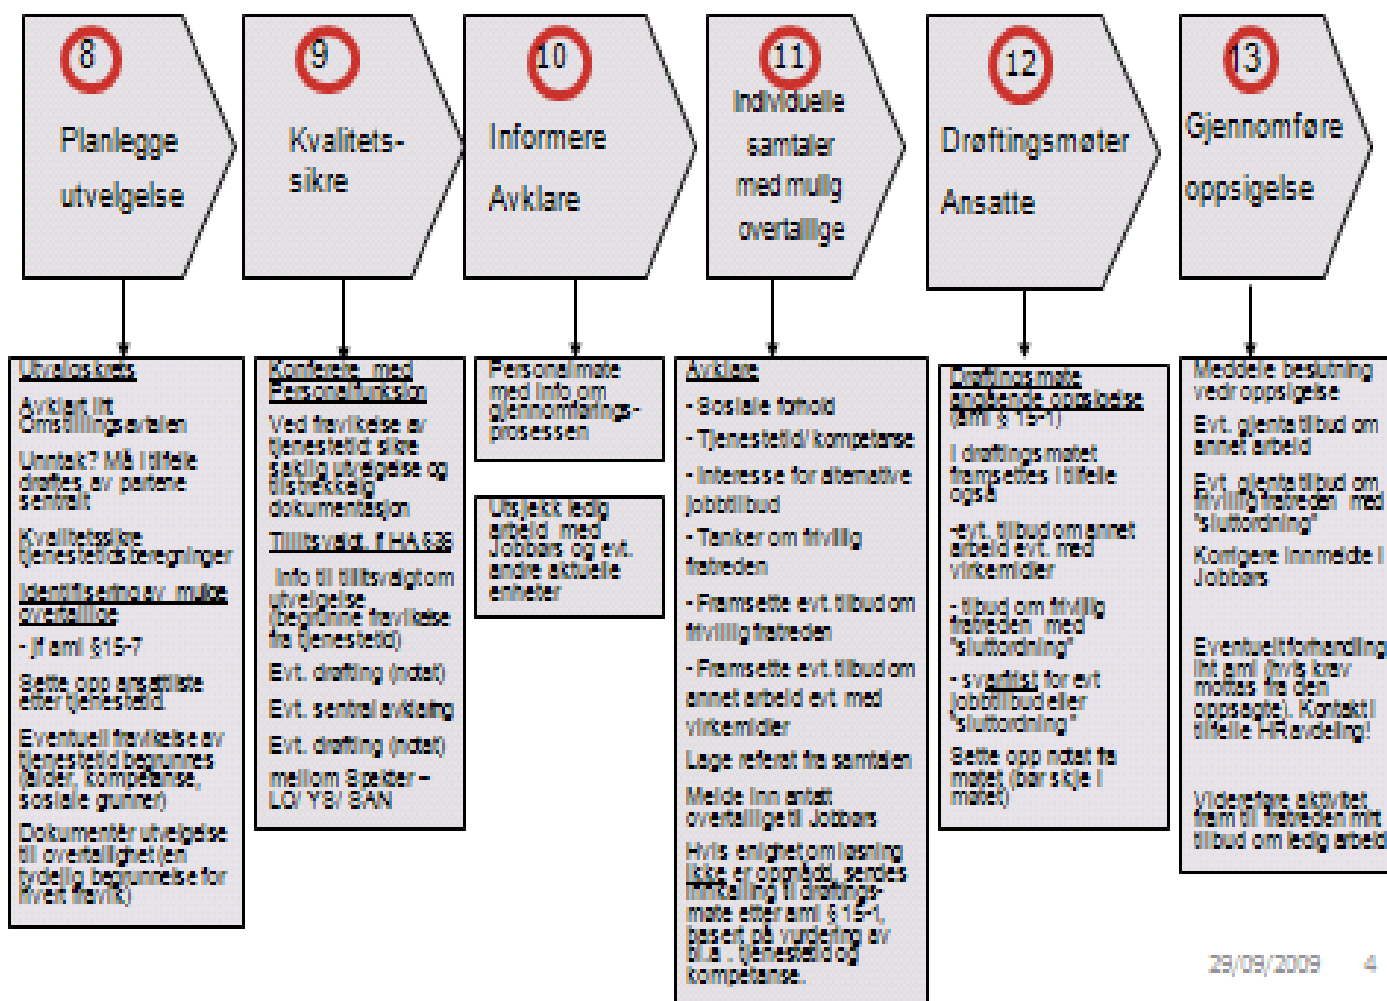 8
Planlegge
utvelgelse
9
Kvalitets-
sikre
10
Informere
Avklare
11
Individuelle
samtaler
med mulig
overtallige
12
Drøftingsmøter
Ansatte
13
Gjennomføre
oppsigelse
Utvalgskrets
Avklart iht
Omstillingsavtalen
Unntak? Må i tilfelle
drøftes av partene
sentralt
Kvalitetssikre
tjenestetidsberegninger
Identifisering av mulige
overtallige
- jf aml §15-7
Sette opp ansattliste
etter tjenestetid.
Eventuell fravikelse av
tjenestetid begrunnes
(alder, kompetanse,
sosiale grunner)
Dokumentér utvelgelse
til overtallighet (en
tydelig begrunnelse for
hvert fravik)
Konferere med
Personalfunksjon
Ved fravikelse av
tjenestetid: sikre
saklig utvelgelse og
tilstrekkelig
dokumentasjon
Tillitsvalgt. jf HA §36
Info til tillitsvalgt om
utvelgelse
(begrunne fravikelse
fra tjenestetid)
Evt. drøfting (notat)
Evt. sentral avklaring
Evt. drøfting (notat)
mellom Spekter –
LO/ YS/ SAN
Personalmøte
med info om
gjennomførings-
prosessen
Utsjekk ledig
arbeid med
Jobbørs og evt.
andre aktuelle
enheter
Avklare
- Sosiale forhold
- Tjenestetid/ kompetanse
- Interesse for alternative
jobbtilbud
- Tanker om frivillig
fratreden
- Framsette evt. tilbud om
frivillig fratreden
- Framsette evt. tilbud om
annet arbeid evt. med
virkemidler
Lage referat fra samtalen
Melde inn antatt
overtallige til Jobbørs
Hvis enighet om løsning
ikke er oppnådd, sendes
innkalling til drøftings-
møte etter aml § 15-1,
basert på vurdering av
bl.a . tjenestetid og
kompetanse.
Drøftingsmøte
angående oppsigelse
(aml § 15-1)
I drøftingsmøtet
framsettes i tilfelle
også
-evt. tilbud om annet
arbeid evt. med
virkemidler
- tilbud om frivillig
fratreden med
"sluttordning"
- svarfrist for evt
jobbtilbud eller
"sluttordning"
Sette opp notat fra
møtet (bør skje i
møtet)
Meddele beslutning
vedr oppsigelse
Evt. gjenta tilbud om
annet arbeid
Evt. gjenta tilbud om
frivillig fratreden med
"sluttordning"
Korrigere innmeldte i
Jobbørs
Eventuelt forhandling
iht aml (hvis krav
mottas fra den
oppsagte). Kontakt i
tilfelle HR avdeling!
Videreføre aktivitet
fram til fratreden mht
tilbud om ledig arbeid
29/09/2009 4